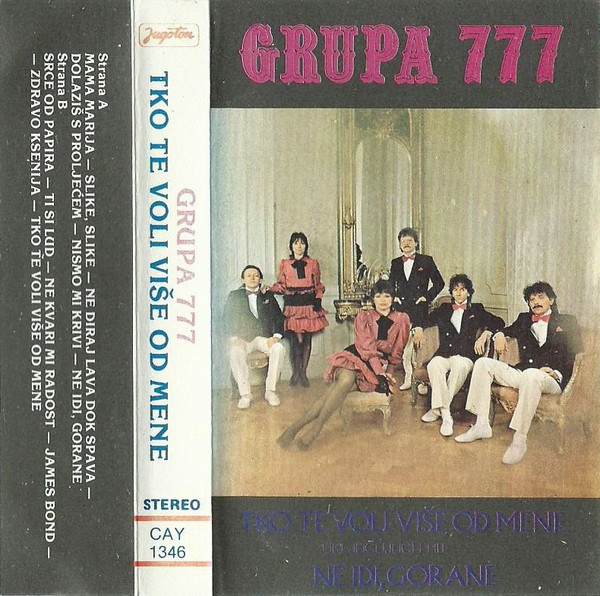 Strana A
MAMA MARIJA — SLIKE, SLIKE — NE DIRAJ LAVA DOK SPAVA —
DOLAZIŠ S PROLJEĆEM — NISMO MI KRIVI — NE IDI, GORANE
Strana B
SRCE OD PAPIRA — TI SI LUD — NE KVARI MI RADOST — JAMES BOND —
— ZDRAVO KSENIJA — TKO TE VOLI VIŠE OD MENE
Jugoton
GRUPA 777
TKO TE VOLI VIŠE OD MENE
STEREO
CAY
1346
GRUPA 777
TKO TE VOLI VIŠE OD MENE
NE IDI, GORANE